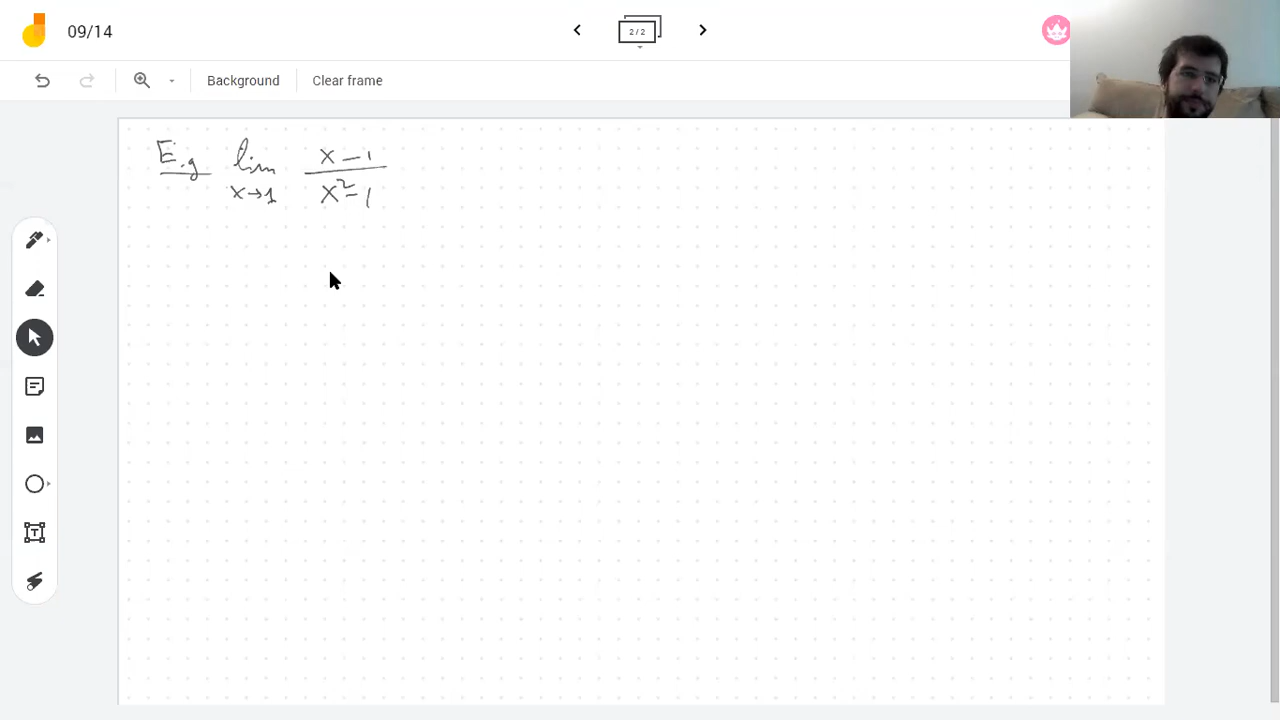 09/14
2 / 2
Background
Clear frame
E.g lim x→1 x-1 / x²-1